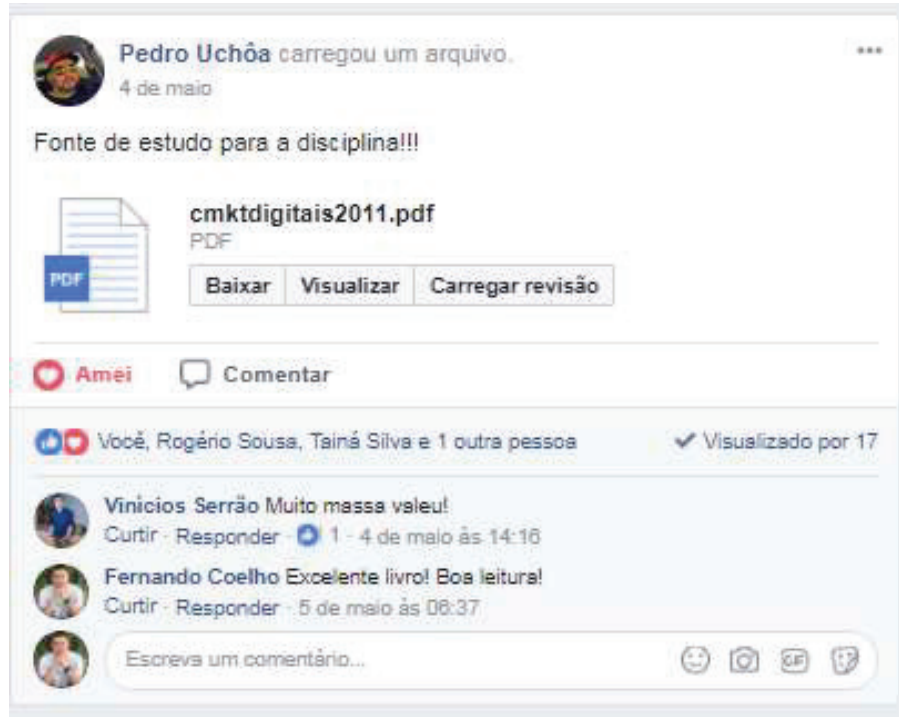 Pedro Uchôa carregou um arquivo.
4 de maio
Fonte de estudo para a disciplina!!!
cmktdigitais2011.pdf
PDF
PDF
Baixar Visualizar Carregar revisão
Amei Comentar
Você, Rogério Sousa, Tainá Silva e 1 outra pessoa Visualizado por 17
Vinicios Serrão Muito massa valeu!
Curtir · Responder · 1 · 4 de maio às 14:16
Fernando Coelho Excelente livro! Boa leitura!
Curtir · Responder · 5 de maio às 06:37
Escreva um comentário...
GIF